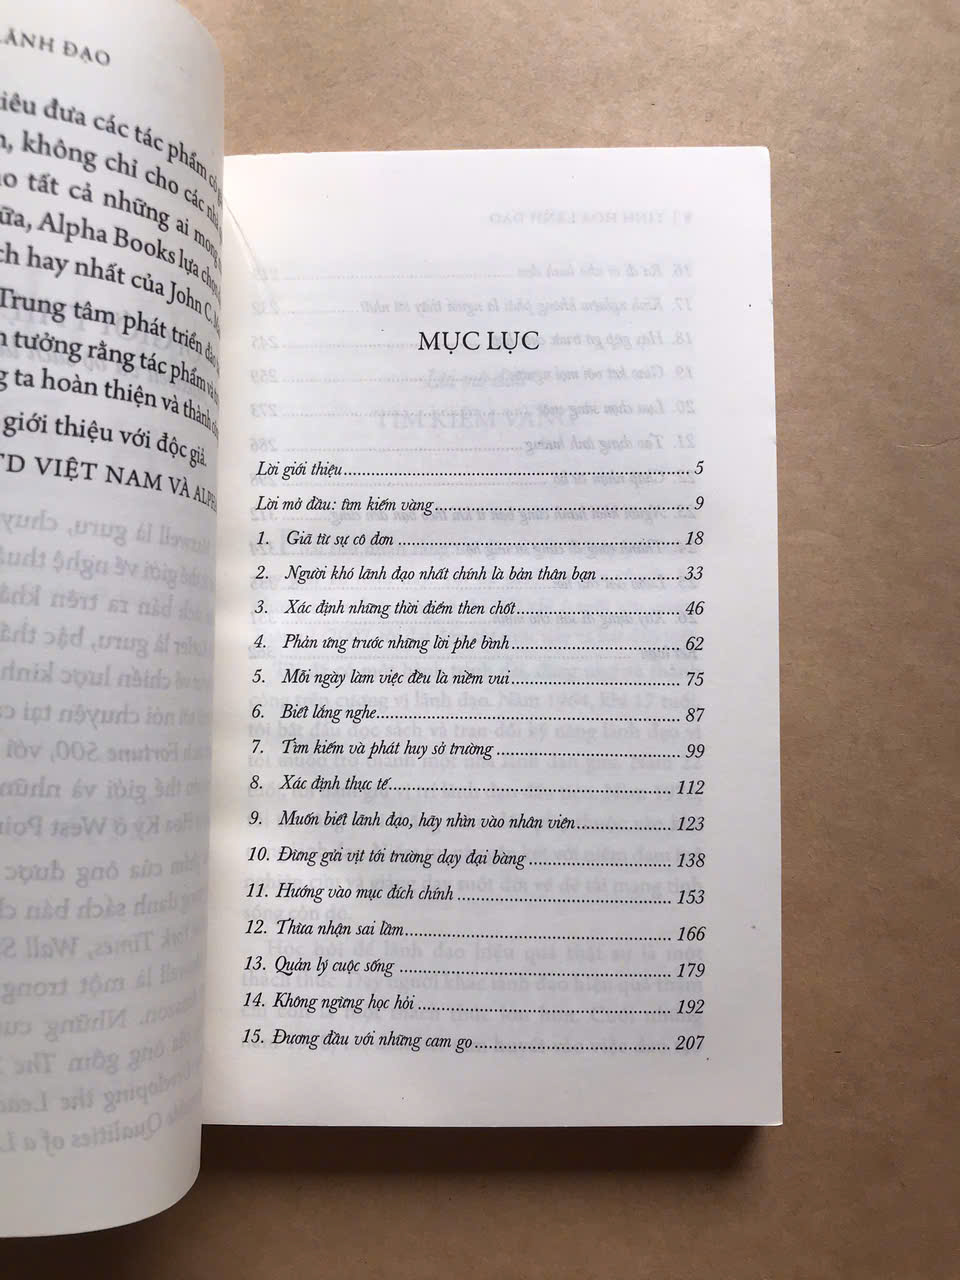 LÃNH ĐẠO
đưa các tác phẩm có
không chỉ cho các nhà
tất cả những ai mong
Alpha Books lựa chọn
hay nhất của John C.
Trung tâm phát triển
tưởng rằng tác phẩm
ta hoàn thiện và thành
giới thiệu với độc giả.
VIỆT NAM VÀ
MỤC LỤC
Lời giới thiệu........ 5
Lời mở đầu: tìm kiếm vàng........ 9
1. Giã từ sự cô đơn........ 18
2. Người khó lãnh đạo nhất chính là bản thân bạn........ 33
3. Xác định những thời điểm then chốt........ 46
4. Phản ứng trước những lời phê bình........ 62
5. Mỗi ngày làm việc đều là niềm vui........ 75
6. Biết lắng nghe........ 87
7. Tìm kiếm và phát huy sở trường........ 99
8. Xác định thực tế........ 112
9. Muốn biết lãnh đạo, hãy nhìn vào nhân viên........ 123
10. Đừng gửi vịt tới trường dạy đại bàng........ 138
11. Hướng vào mục đích chính........ 153
12. Thừa nhận sai lầm........ 166
13. Quản lý cuộc sống........ 179
14. Không ngừng học hỏi........ 192
15. Đương đầu với những cam go........ 207